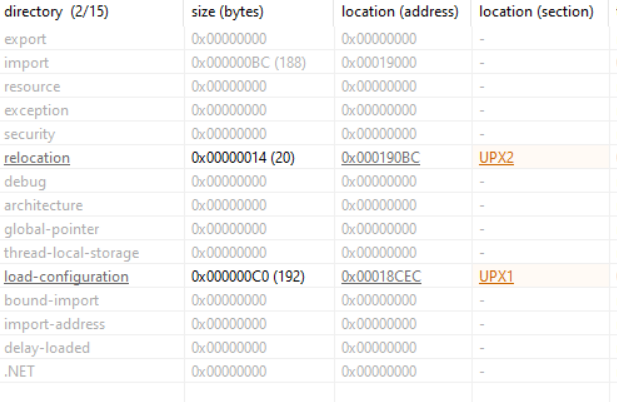 directory (2/15) size (bytes) location (address) location (section)
export 0x00000000 0x00000000 -
import 0x000000BC (188) 0x00019000 -
resource 0x00000000 0x00000000 -
exception 0x00000000 0x00000000 -
security 0x00000000 0x00000000 -
relocation 0x00000014 (20) 0x000190BC UPX2
debug 0x00000000 0x00000000 -
architecture 0x00000000 0x00000000 -
global-pointer 0x00000000 0x00000000 -
thread-local-storage 0x00000000 0x00000000 -
load-configuration 0x000000C0 (192) 0x00018CEC UPX1
bound-import 0x00000000 0x00000000 -
import-address 0x00000000 0x00000000 -
delay-loaded 0x00000000 0x00000000 -
.NET 0x00000000 0x00000000 -